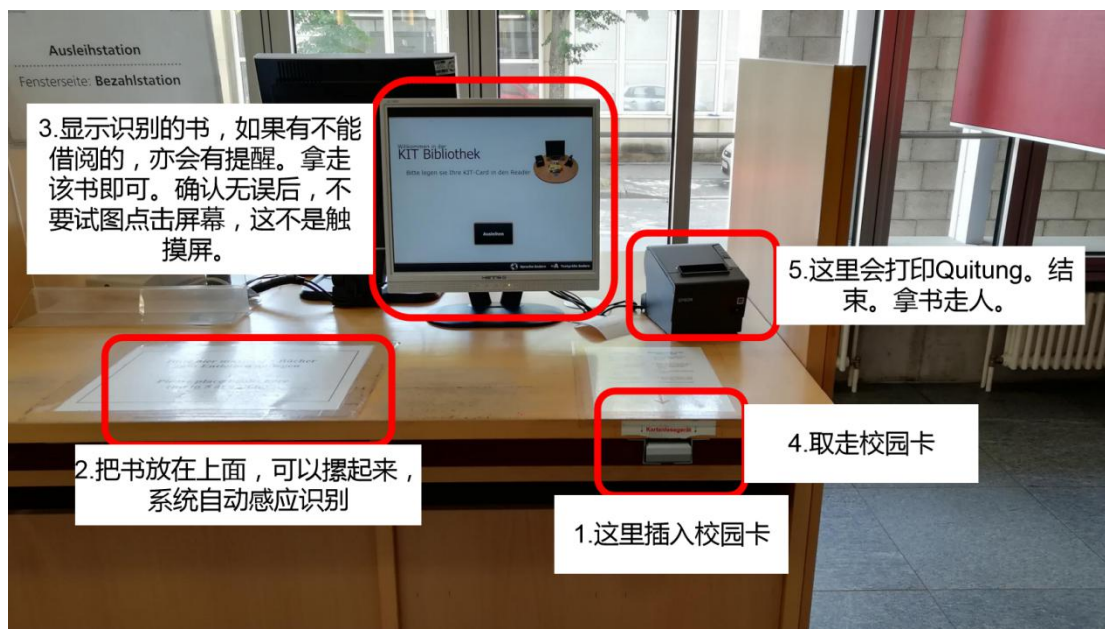 Ausleihstation
Fensterseite: Bezahlstation
3.显示识别的书，如果有不能
借阅的，亦会有提醒。拿走
该书即可。确认无误后，不
要试图点击屏幕，这不是触
摸屏。
Willkommen in der
KIT Bibliothek
Bitte legen sie Ihre KIT-Card in den Reader
Ausleihen
EPSON
5.这里会打印Quitung。结
束。拿书走人。
↓ Kartenlesegerät ↓
4.取走校园卡
2.把书放在上面，可以摞起来，
系统自动感应识别
1.这里插入校园卡